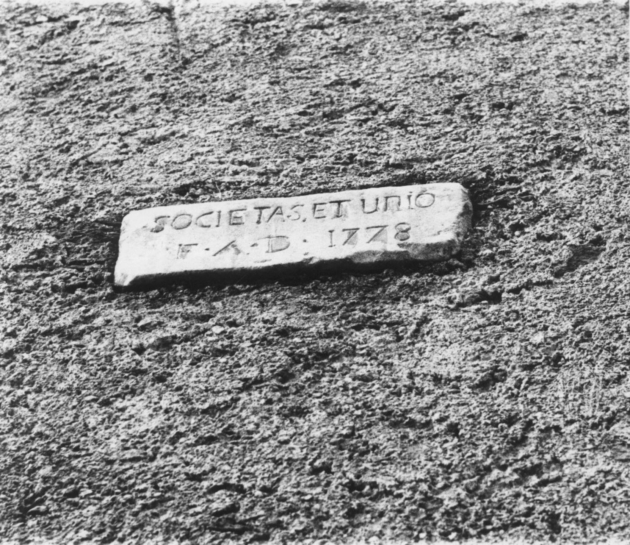 SOCIETAS, ET UNIO
F·A·D· 1778